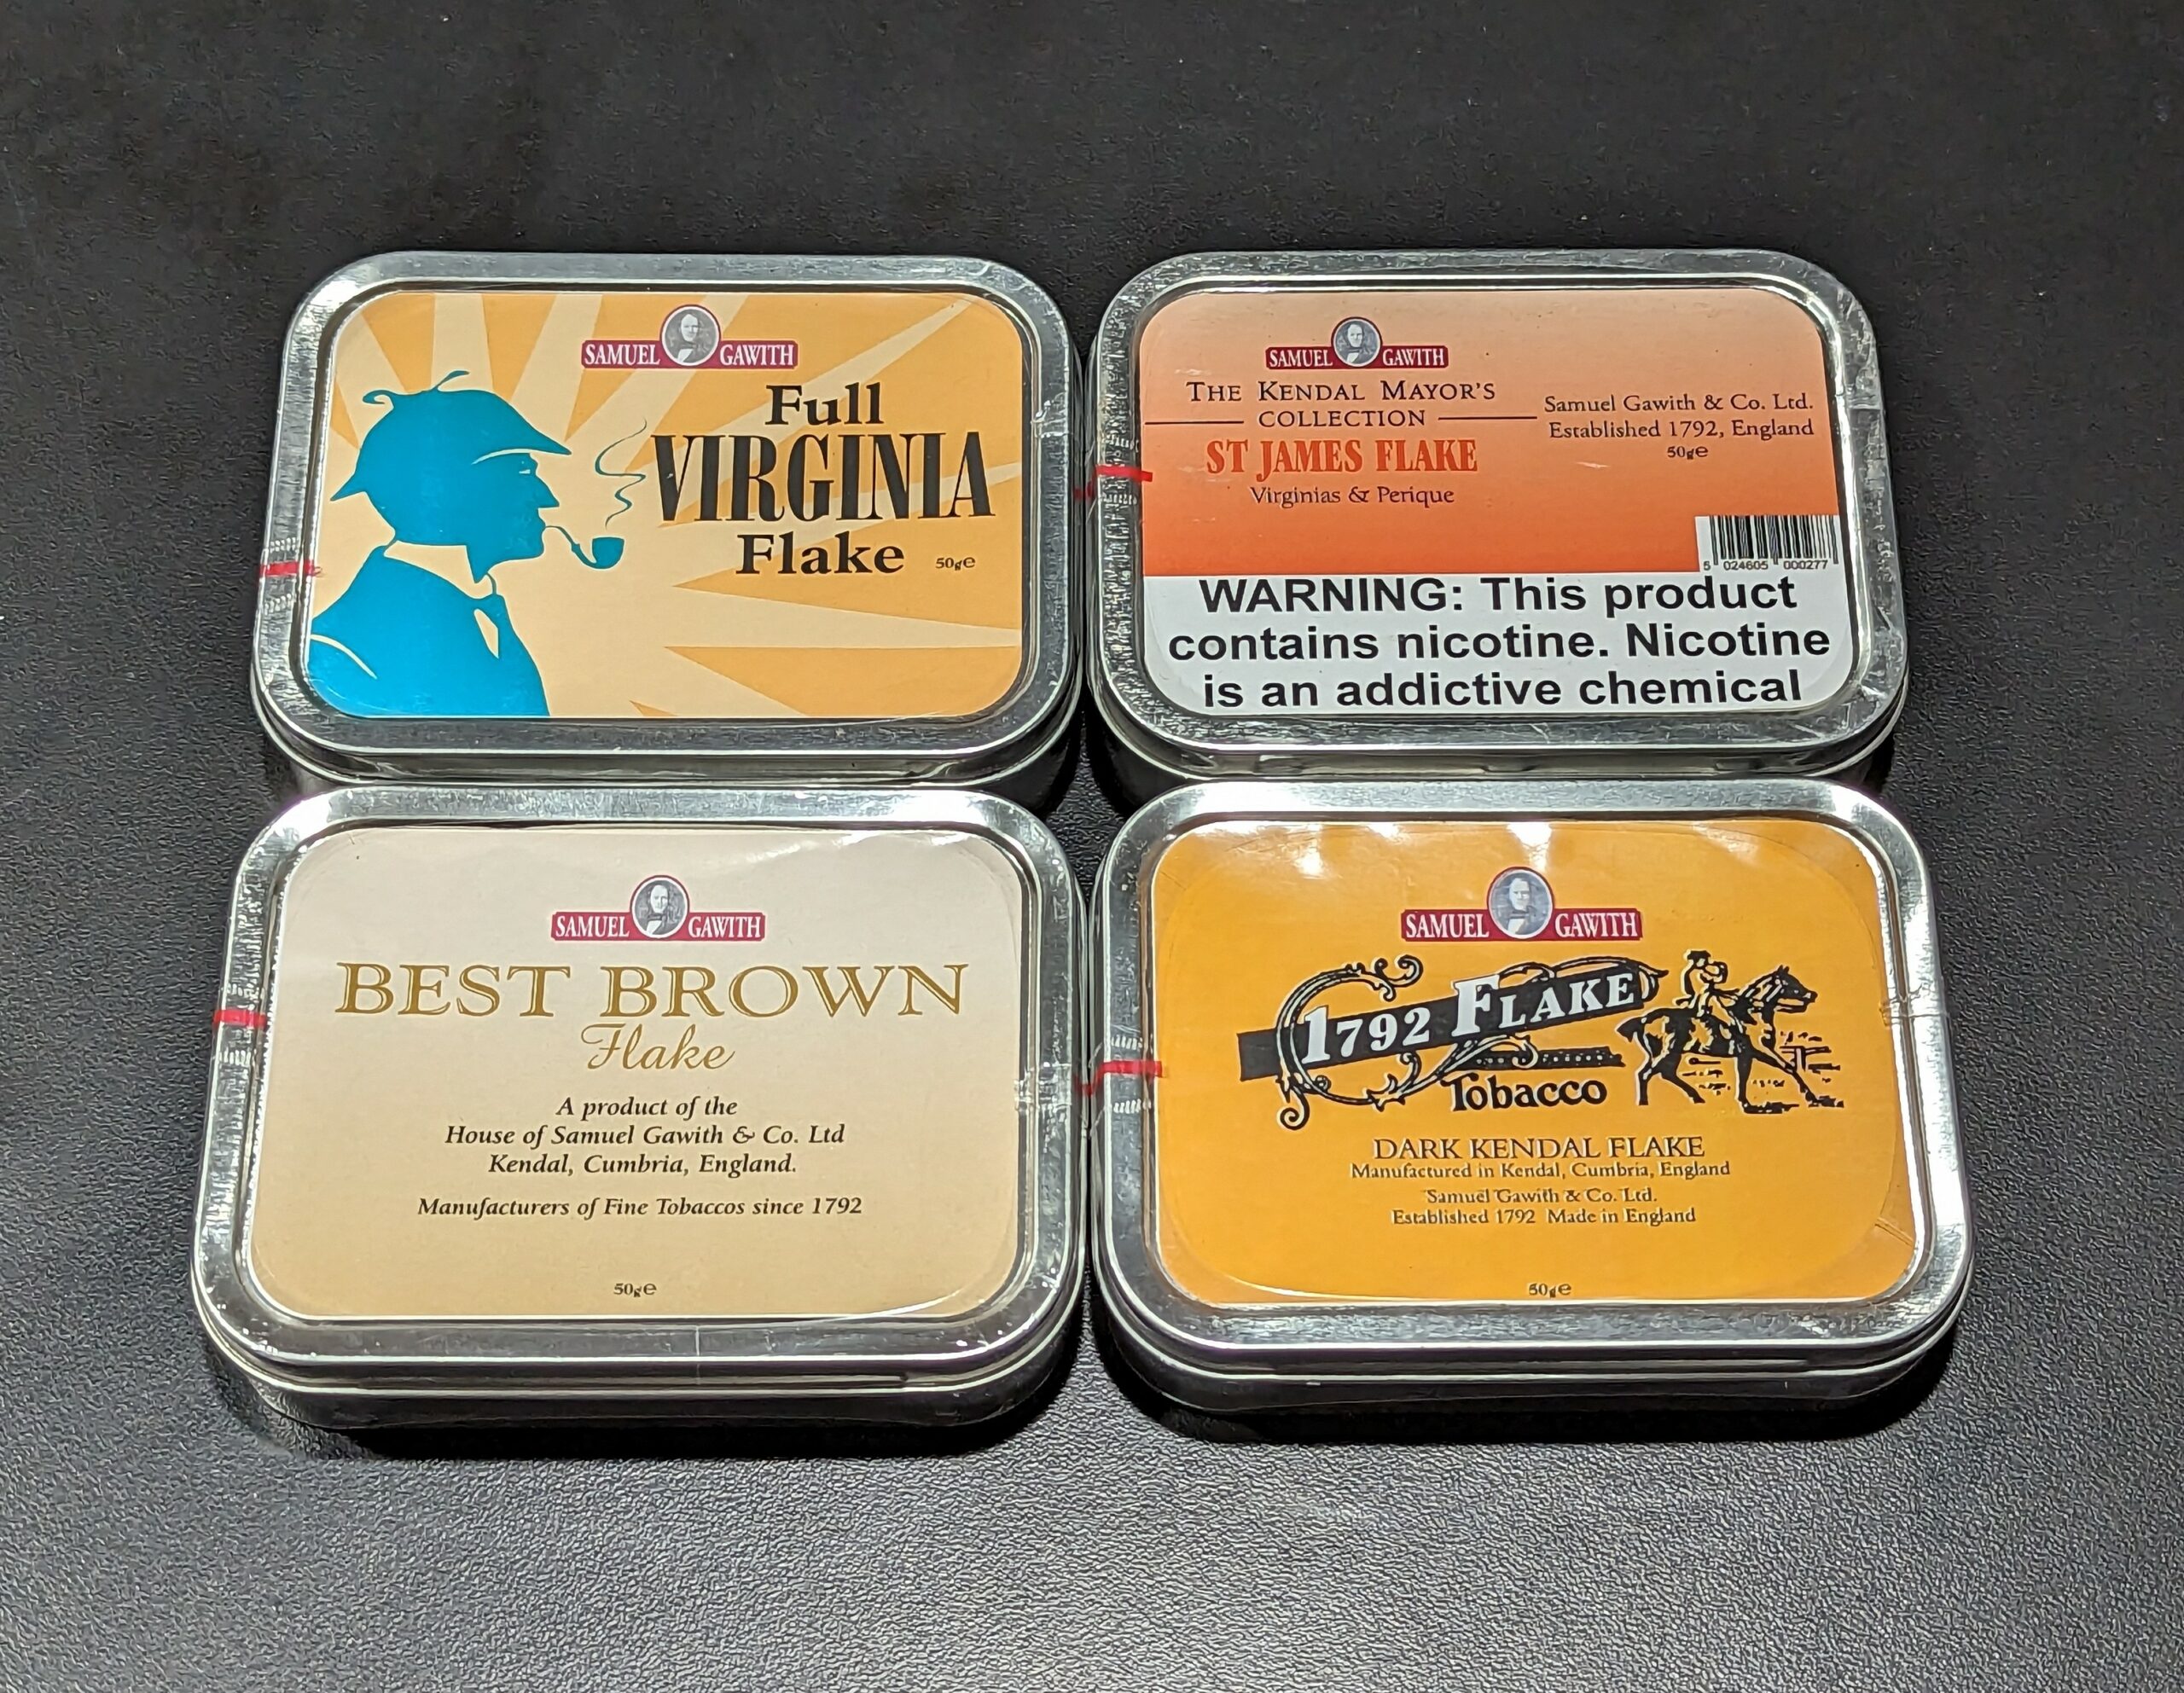 SAMUEL GAWITH
Full
VIRGINIA
Flake
50g℮
SAMUEL GAWITH
THE KENDAL MAYOR'S
COLLECTION
ST JAMES FLAKE
Virginias & Perique
Samuel Gawith & Co. Ltd.
Established 1792, England
50g℮
5 024605 000277
WARNING: This product
contains nicotine. Nicotine
is an addictive chemical
SAMUEL GAWITH
BEST BROWN
Flake
A product of the
House of Samuel Gawith & Co. Ltd
Kendal, Cumbria, England.
Manufacturers of Fine Tobaccos since 1792
50g℮
SAMUEL GAWITH
1792 FLAKE
Tobacco
DARK KENDAL FLAKE
Manufactured in Kendal, Cumbria, England
Samuel Gawith & Co. Ltd.
Established 1792 Made in England
50g℮